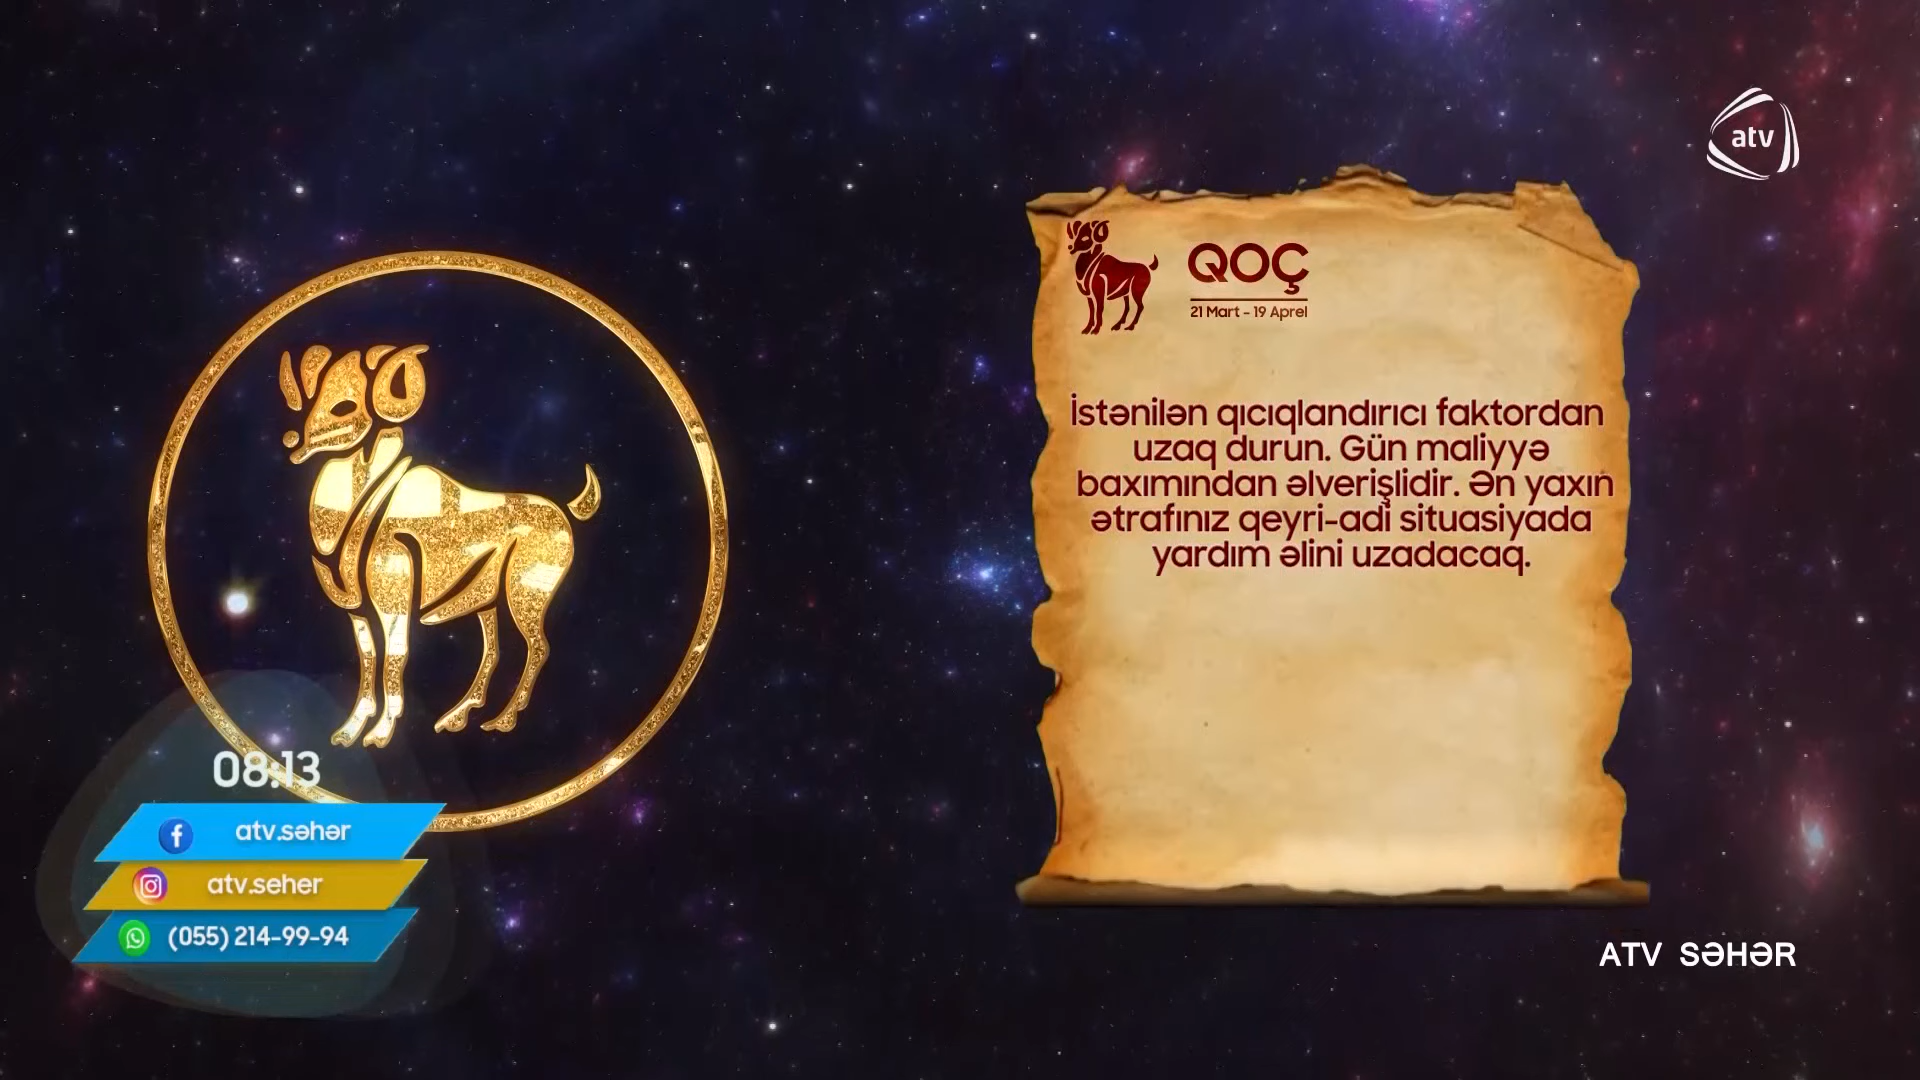 atv
QOÇ
21 Mart - 19 Aprel
İstənilən qıcıqlandırıcı faktordan
uzaq durun. Gün maliyyə
baxımından əlverişlidir. Ən yaxın
ətrafınız qeyri-adi situasiyada
yardım əlini uzadacaq.
08:13
atv.səhər
atv.seher
(055) 214-99-94
ATV SƏHƏR